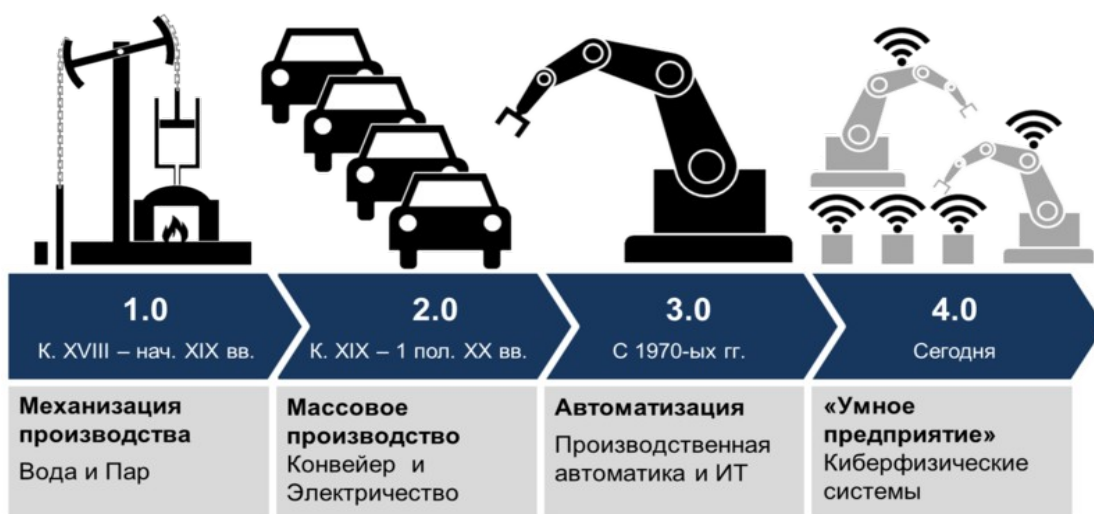 1.0
К. XVIII – нач. XIX вв.
2.0
К. XIX – 1 пол. XX вв.
3.0
С 1970-ых гг.
4.0
Сегодня
Механизация
производства
Вода и Пар
Массовое
производство
Конвейер и
Электричество
Автоматизация
Производственная
автоматика и ИТ
«Умное
предприятие»
Киберфизические
системы